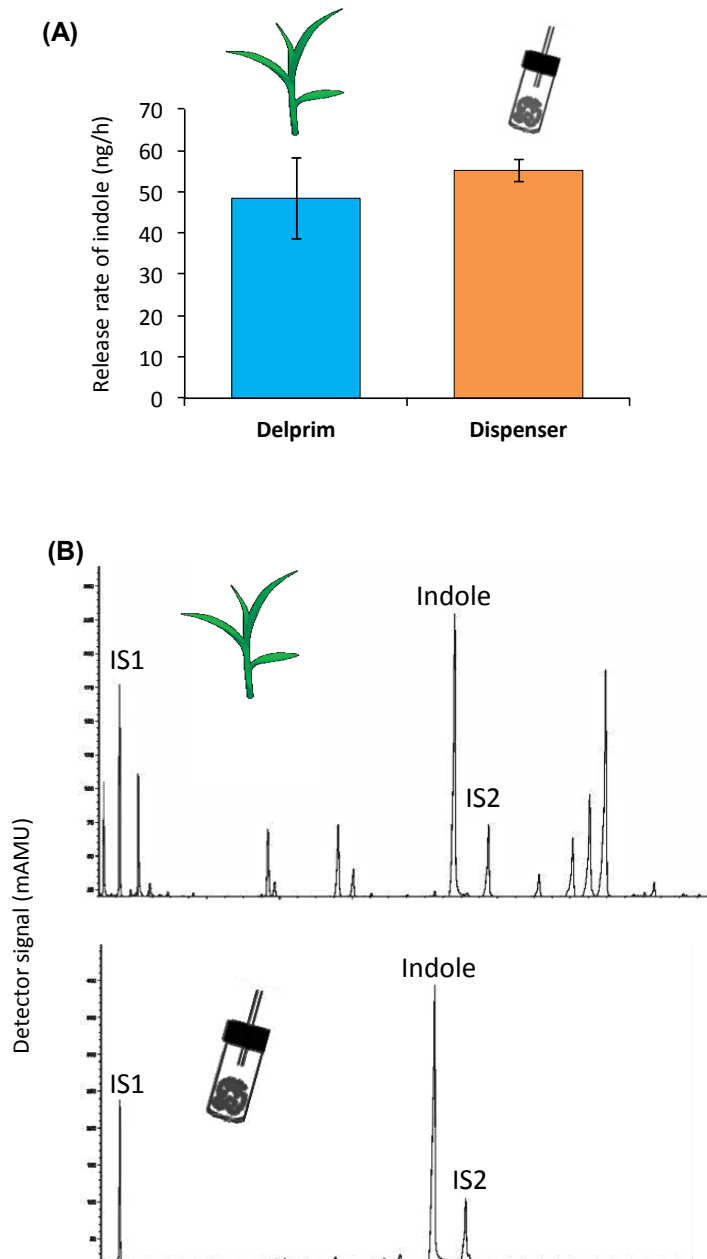 (A)
Release rate of indole (ng/h)
70
60
50
40
30
20
10
0
Delprim
Dispenser
(B)
Detector signal (mAMU)
Indole
IS1
IS2
Indole
IS1
IS2